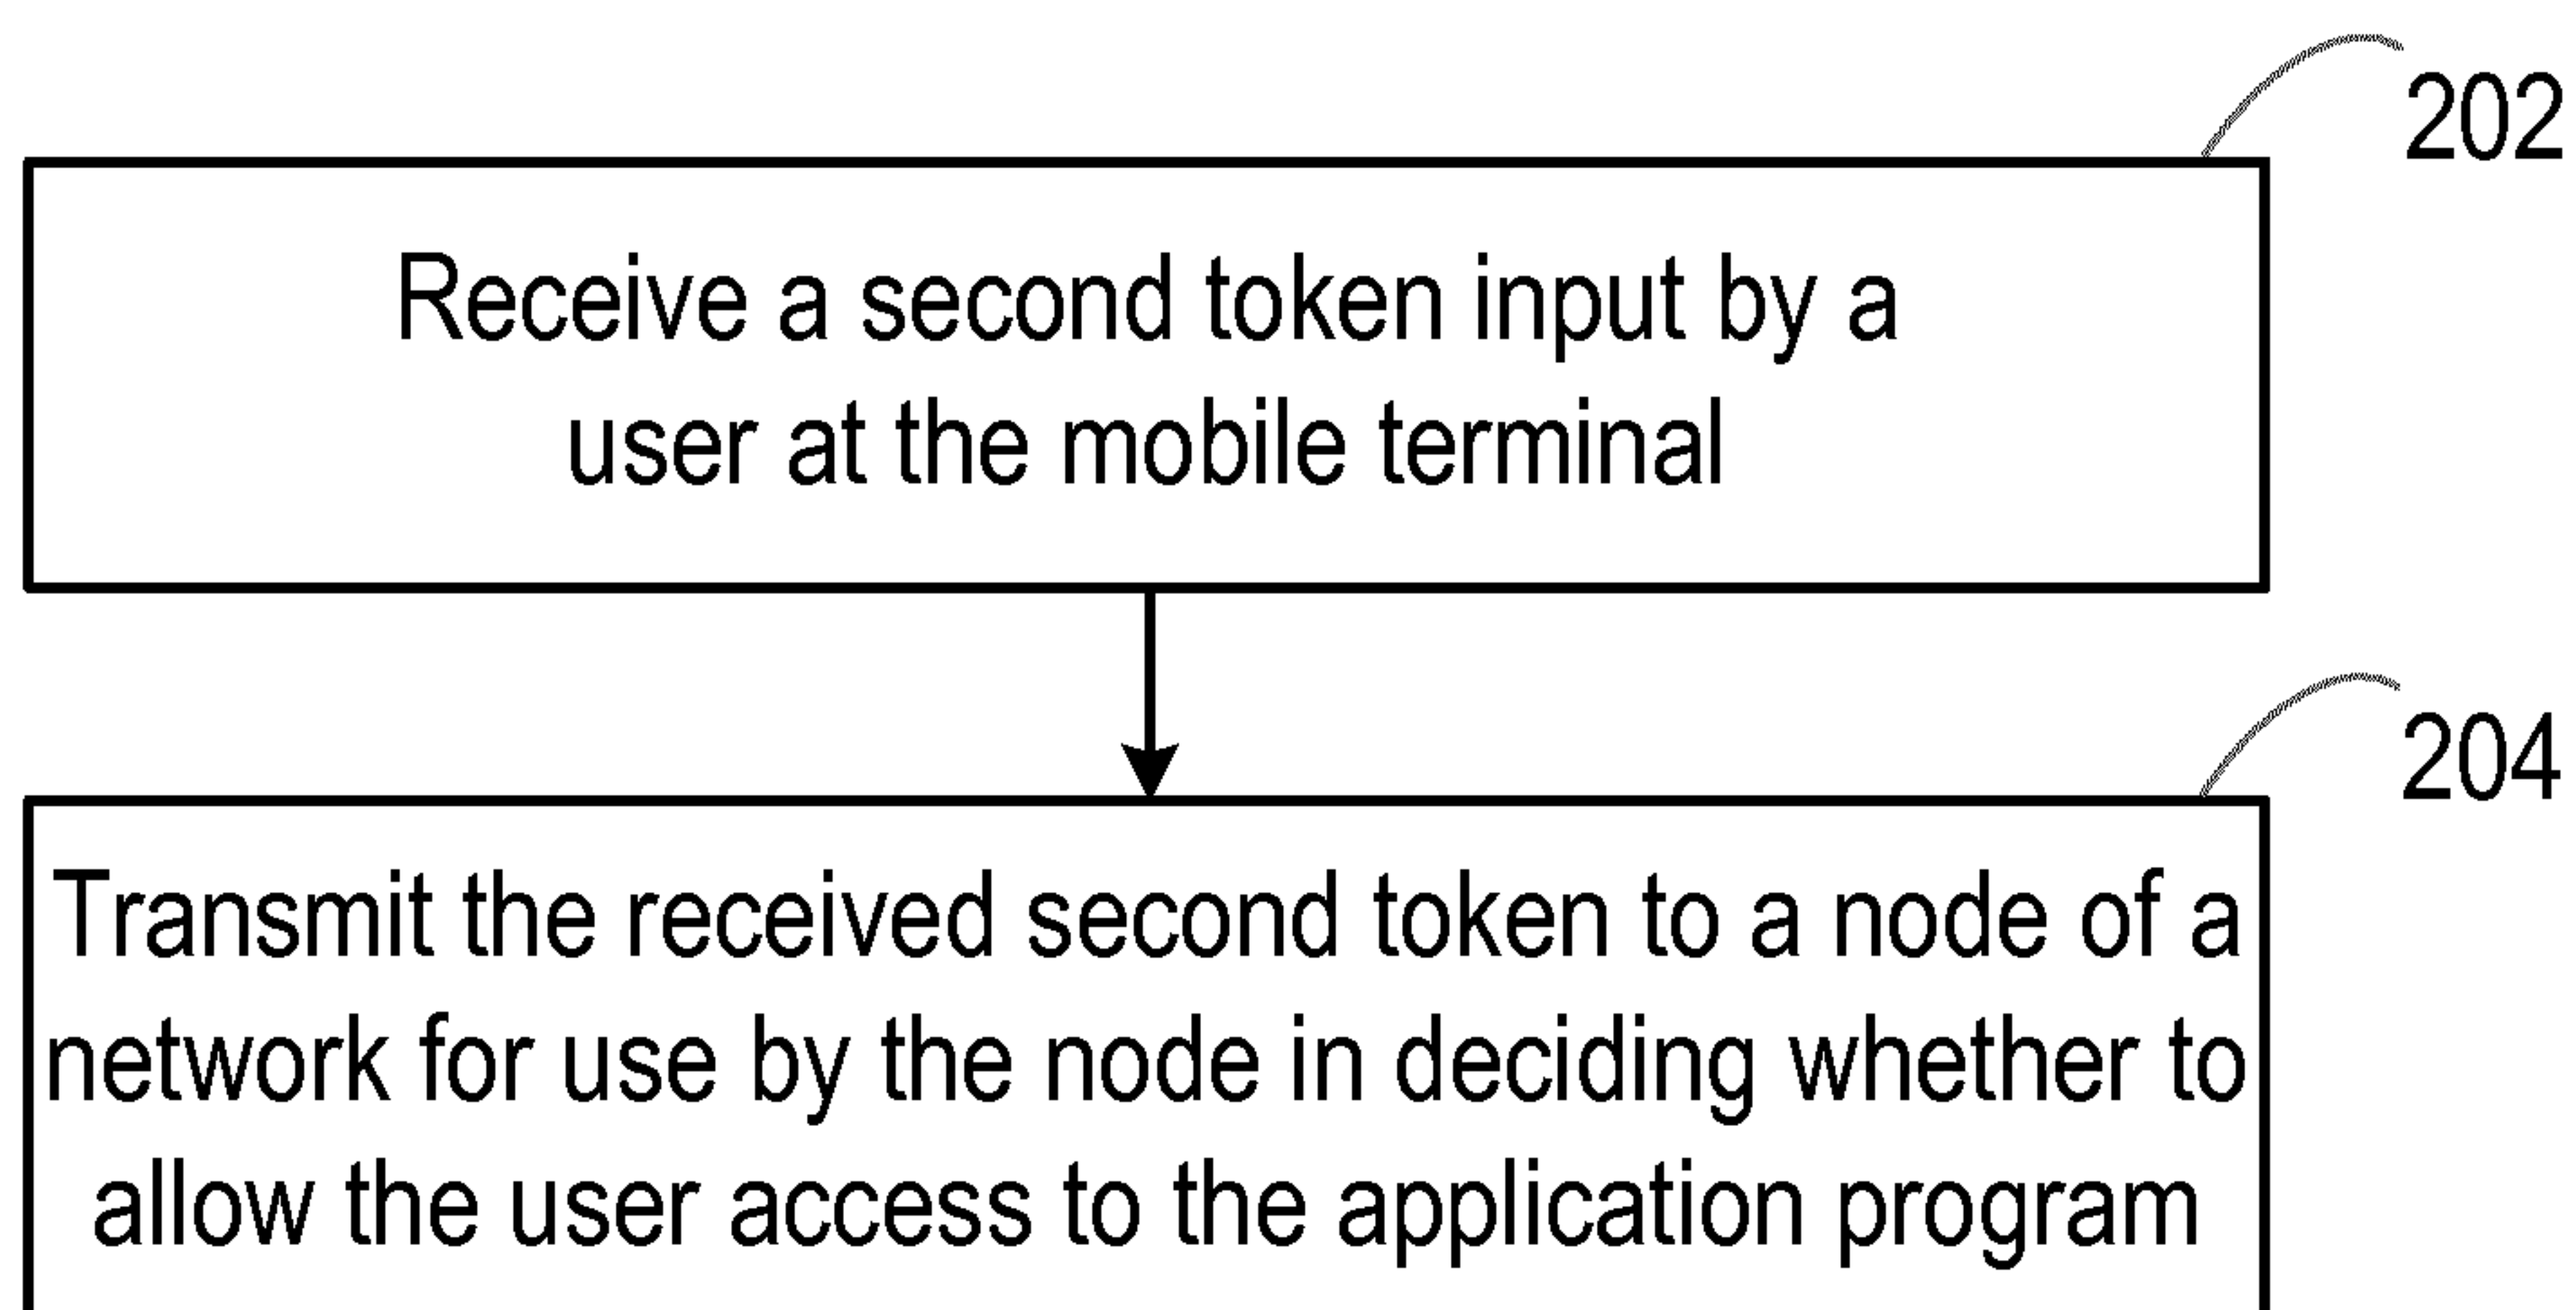 202
Receive a second token input by a
user at the mobile terminal
204
Transmit the received second token to a node of a
network for use by the node in deciding whether to
allow the user access to the application program